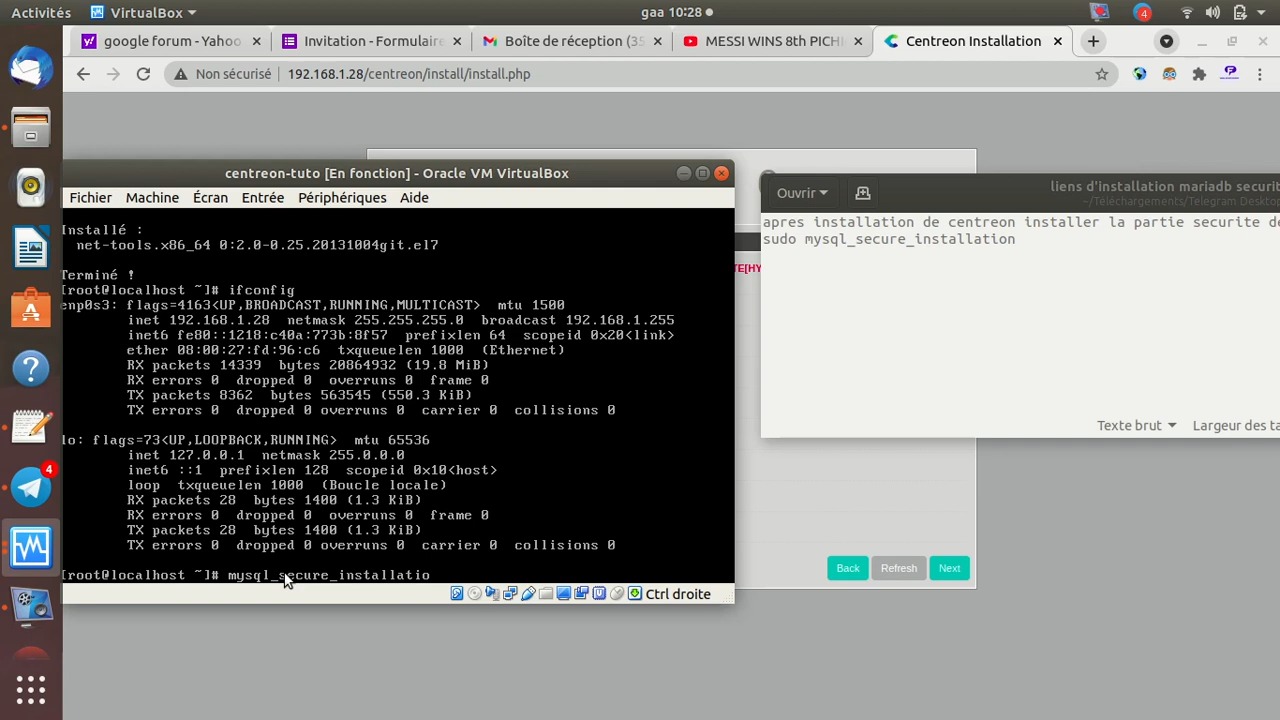 Activités
VirtualBox
gaa 10:28
4
google forum - Yahoo
Invitation - Formulaire
Boîte de réception (35
MESSI WINS 8th PICHI
Centreon Installation
Non sécurisé
192.168.1.28/centreon/install/install.php
centreon-tuto [En fonction] - Oracle VM VirtualBox
Fichier Machine Écran Entrée Périphériques Aide
Installé :
net-tools.x86_64 0:2.0-0.25.20131004git.el7
Terminé !
[root@localhost ~]# ifconfig
enp0s3: flags=4163<UP,BROADCAST,RUNNING,MULTICAST> mtu 1500
inet 192.168.1.28 netmask 255.255.255.0 broadcast 192.168.1.255
inet6 fe80::1218:c40a:773b:8f57 prefixlen 64 scopeid 0x20<link>
ether 08:00:27:fd:96:c6 txqueuelen 1000 (Ethernet)
RX packets 14339 bytes 20864932 (19.8 MiB)
RX errors 0 dropped 0 overruns 0 frame 0
TX packets 8362 bytes 563545 (550.3 KiB)
TX errors 0 dropped 0 overruns 0 carrier 0 collisions 0
lo: flags=73<UP,LOOPBACK,RUNNING> mtu 65536
inet 127.0.0.1 netmask 255.0.0.0
inet6 ::1 prefixlen 128 scopeid 0x10<host>
loop txqueuelen 1000 (Boucle locale)
RX packets 28 bytes 1400 (1.3 KiB)
RX errors 0 dropped 0 overruns 0 frame 0
TX packets 28 bytes 1400 (1.3 KiB)
TX errors 0 dropped 0 overruns 0 carrier 0 collisions 0
[root@localhost ~]# mysql_secure_installatio
Ctrl droite
Ouvrir
liens d'installation mariadb securit
~/Téléchargements/Telegram Desktop
apres installation de centreon installer la partie securite de
sudo mysql_secure_installation
TE[HY
Texte brut
Largeur des ta
Back
Refresh
Next
4